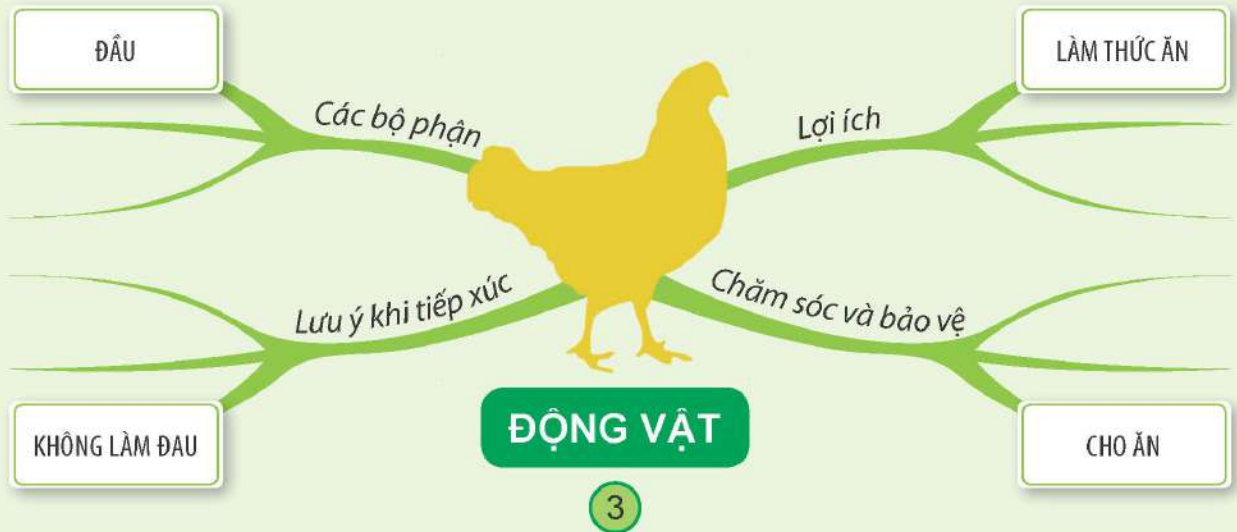 ĐẦU
LÀM THỨC ĂN
Các bộ phận
Lợi ích
Lưu ý khi tiếp xúc
Chăm sóc và bảo vệ
KHÔNG LÀM ĐAU
ĐỘNG VẬT
CHO ĂN
3